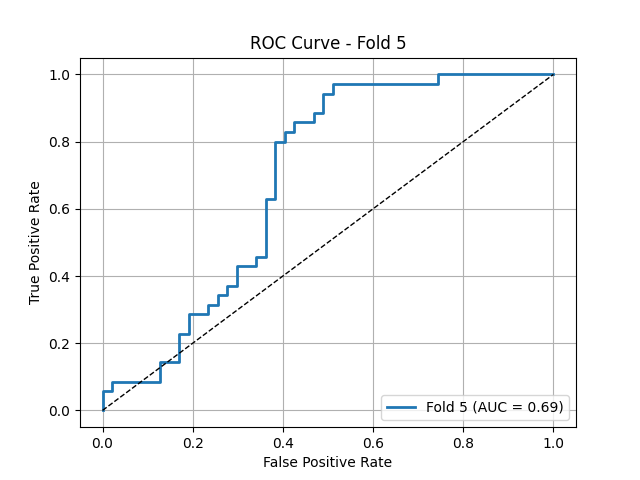 ROC Curve - Fold 5
True Positive Rate
1.0
0.8
0.6
0.4
0.2
0.0
Fold 5 (AUC = 0.69)
0.0 0.2 0.4 0.6 0.8 1.0
False Positive Rate